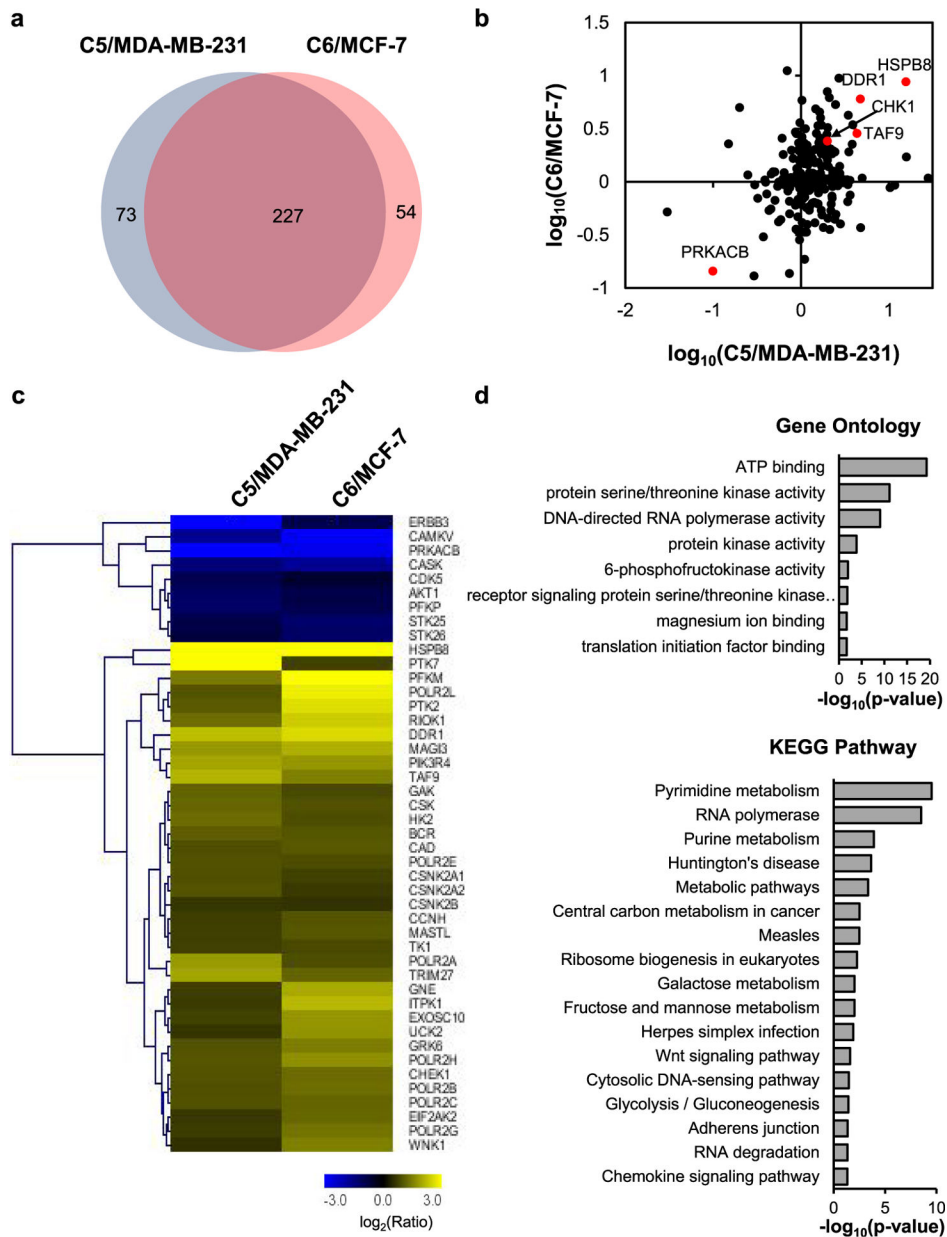 a
C5/MDA-MB-231
C6/MCF-7
73
227
54
b
1.5
1
0.5
0
-0.5
-1
-2
-1
0
1
log10(C6/MCF-7)
log10(C5/MDA-MB-231)
HSPB8
DDR1
CHK1
TAF9
PRKACB
c
C5/MDA-MB-231
C6/MCF-7
ERBB3
CAMKV
PRKACB
CASK
CDK5
AKT1
PFKP
STK25
STK26
HSPB8
PTK7
PFKM
POLR2L
PTK2
RIOK1
DDR1
MAGI3
PIK3R4
TAF9
GAK
CSK
HK2
BCR
CAD
POLR2E
CSNK2A1
CSNK2A2
CSNK2B
CCNH
MASTL
TK1
POLR2A
TRIM27
GNE
ITPK1
EXOSC10
UCK2
GRK6
POLR2H
CHEK1
POLR2B
POLR2C
EIF2AK2
POLR2G
WNK1
-3.0 0.0 3.0
log2(Ratio)
d
Gene Ontology
ATP binding
protein serine/threonine kinase activity
DNA-directed RNA polymerase activity
protein kinase activity
6-phosphofructokinase activity
receptor signaling protein serine/threonine kinase..
magnesium ion binding
translation initiation factor binding
0 5 10 15 20
-log10(p-value)
KEGG Pathway
Pyrimidine metabolism
RNA polymerase
Purine metabolism
Huntington's disease
Metabolic pathways
Central carbon metabolism in cancer
Measles
Ribosome biogenesis in eukaryotes
Galactose metabolism
Fructose and mannose metabolism
Herpes simplex infection
Wnt signaling pathway
Cytosolic DNA-sensing pathway
Glycolysis / Gluconeogenesis
Adherens junction
RNA degradation
Chemokine signaling pathway
0 5 10
-log10(p-value)